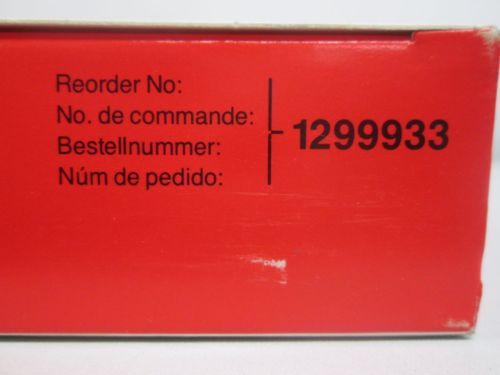 Reorder No:
No. de commande:
Bestellnummer:
Núm de pedido:
1299933